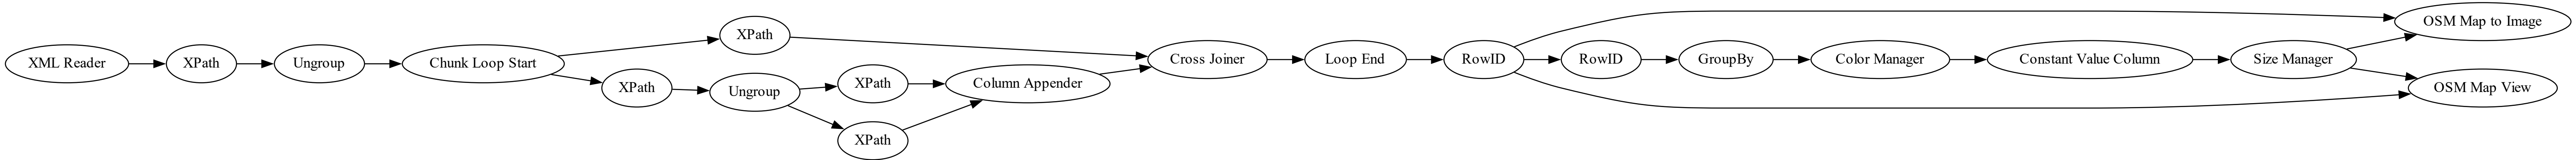 XML Reader
XPath
Ungroup
Chunk Loop Start
XPath
XPath
Ungroup
XPath
XPath
Column Appender
Cross Joiner
Loop End
RowID
RowID
GroupBy
Color Manager
Constant Value Column
Size Manager
OSM Map to Image
OSM Map View